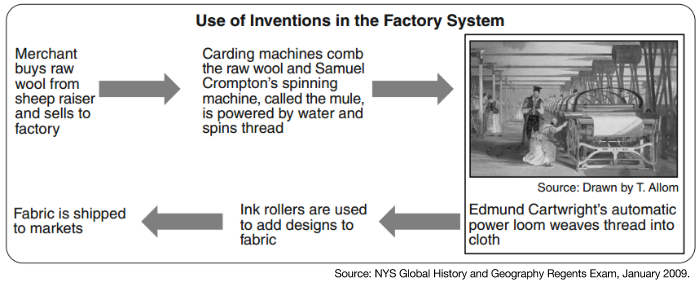 Use of Inventions in the Factory System
Merchant
buys raw
wool from
sheep raiser
and sells to
factory
Carding machines comb
the raw wool and Samuel
Crompton's spinning
machine, called the mule,
is powered by water and
spins thread
Source: Drawn by T. Allom
Edmund Cartwright's automatic
power loom weaves thread into
cloth
Ink rollers are used
to add designs to
fabric
Fabric is shipped
to markets
Source: NYS Global History and Geography Regents Exam, January 2009.